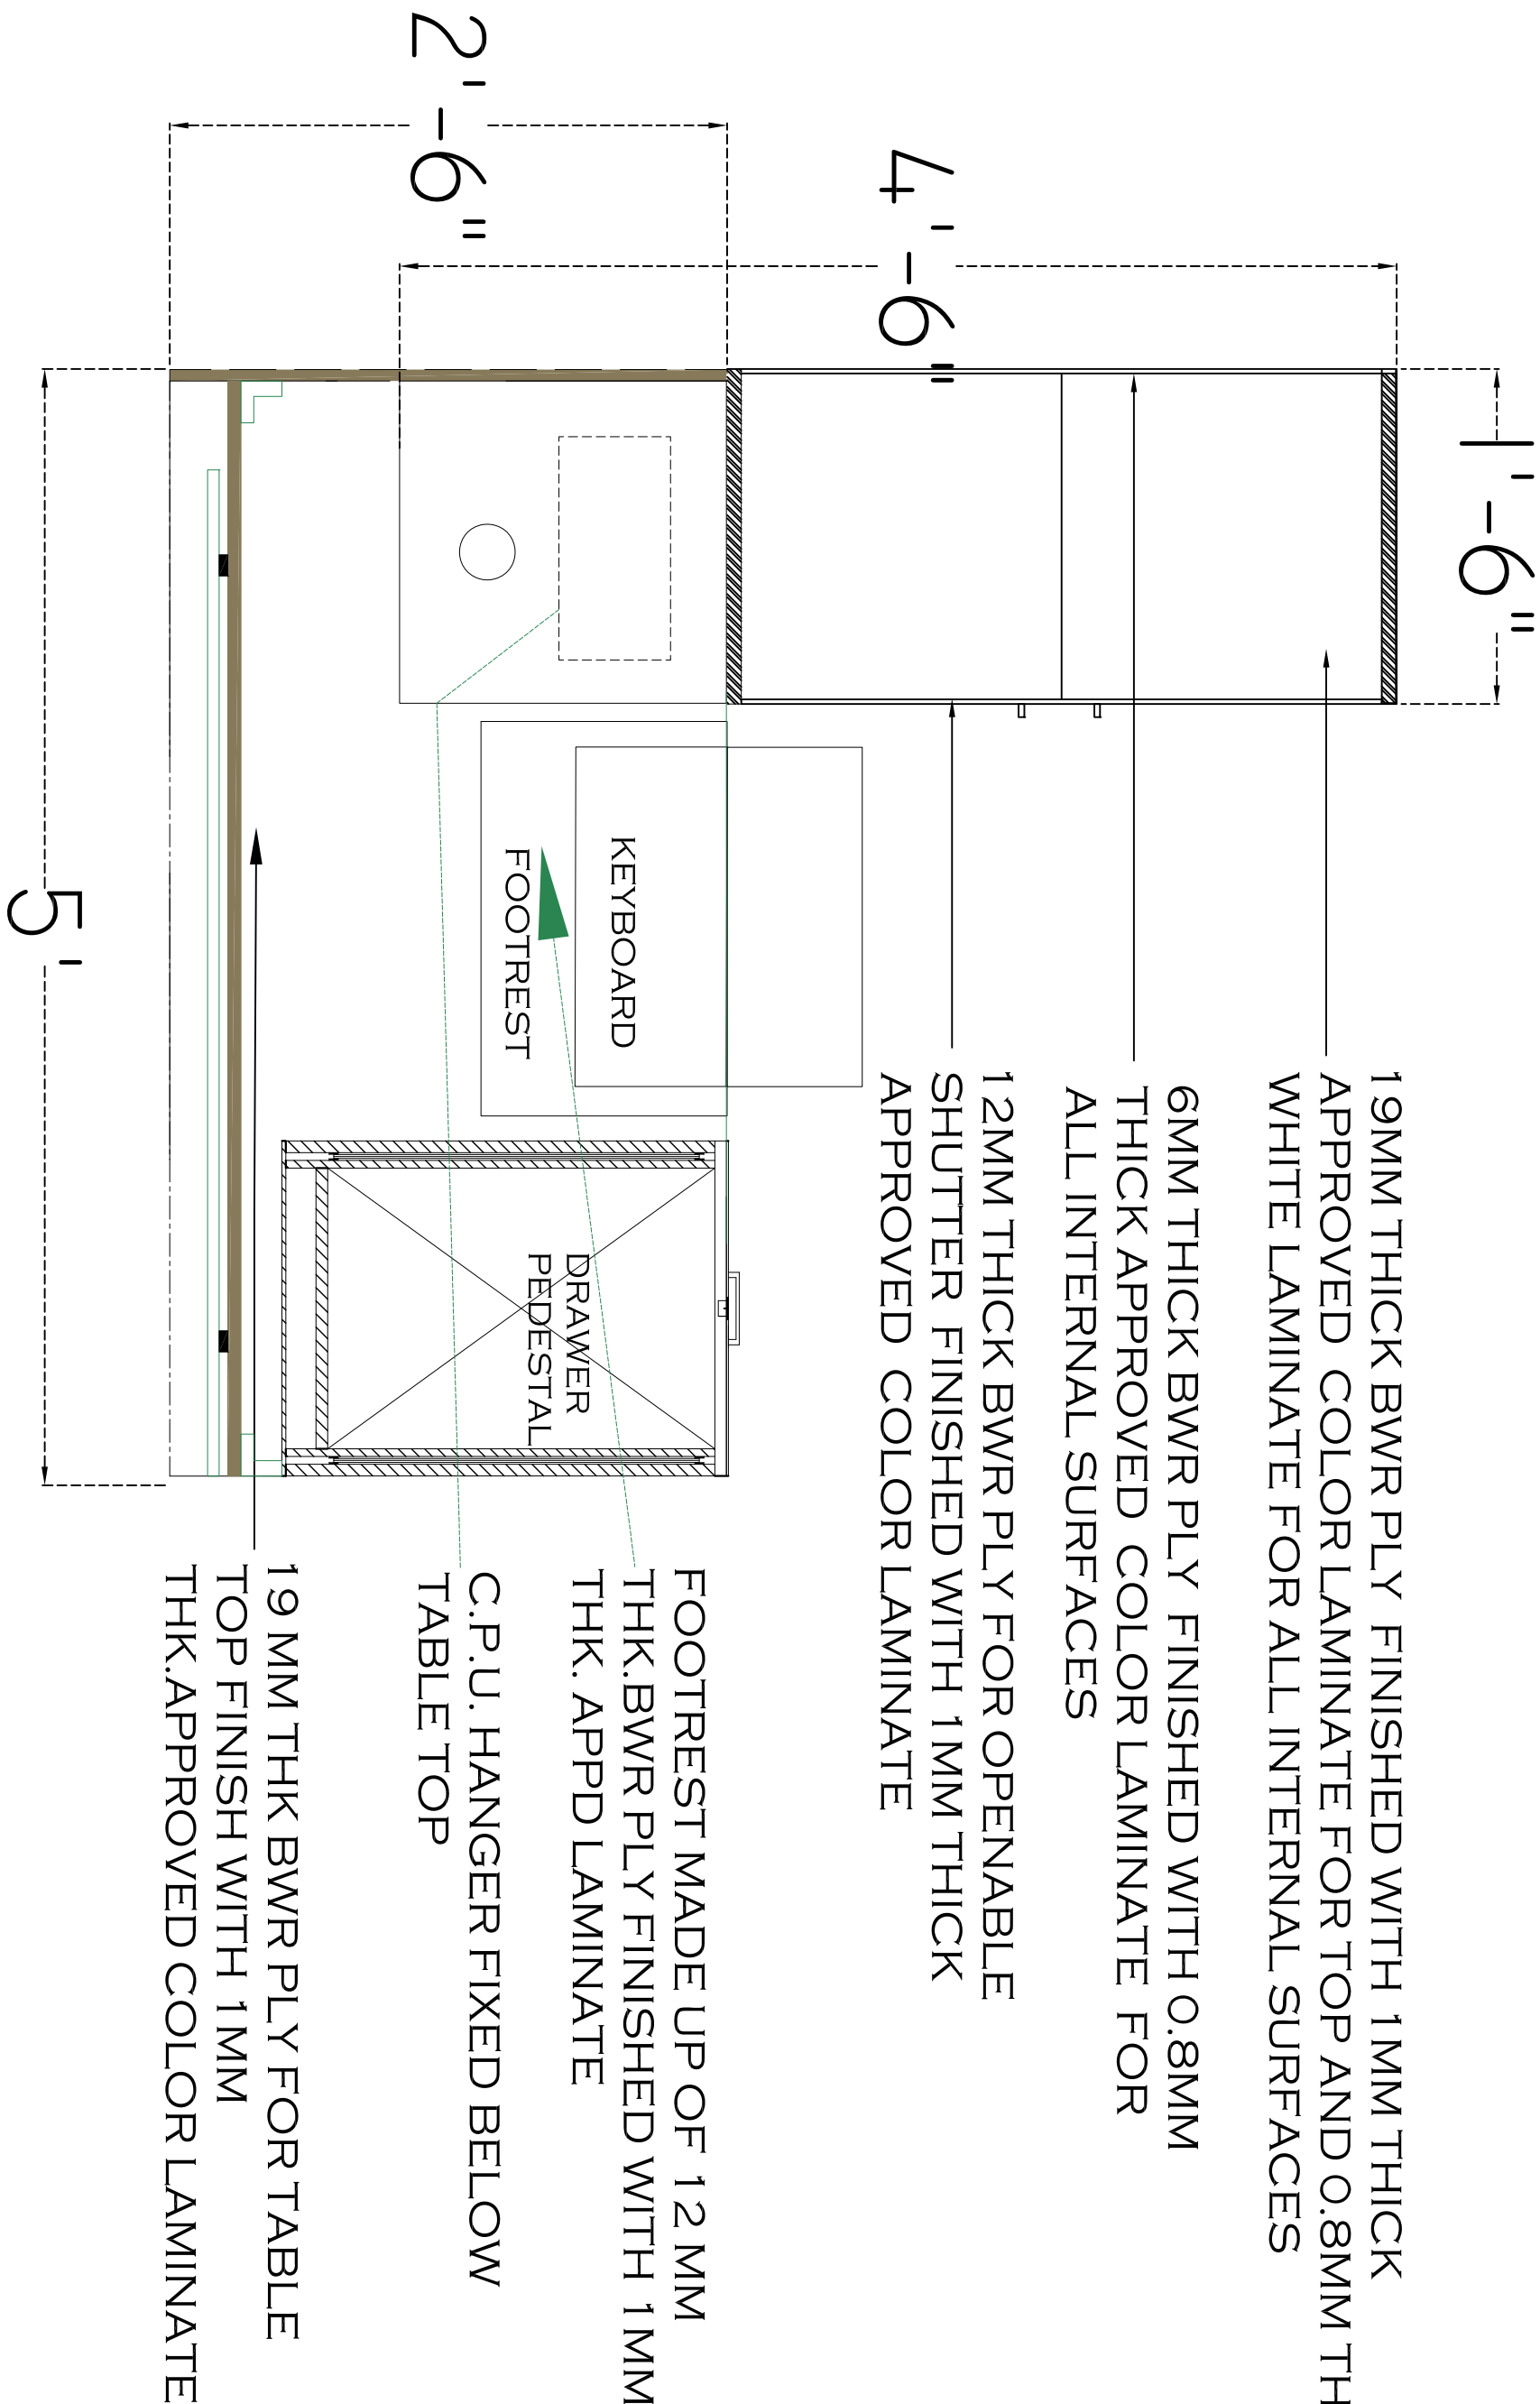 1'-6"
4'-6"
2'-6"
5'
19MM THICK BWR PLY FINISHED WITH 1MM THICK
APPROVED COLOR LAMINATE FOR TOP AND 0.8MM TH
WHITE LAMINATE FOR ALL INTERNAL SURFACES
6MM THICK BWR PLY FINISHED WITH 0.8MM
THICK APPROVED COLOR LAMINATE FOR
ALL INTERNAL SURFACES
12MM THICK BWR PLY FOR OPENABLE
SHUTTER FINISHED WITH 1MM THICK
APPROVED COLOR LAMINATE
KEYBOARD
FOOTREST
DRAWER
PEDESTAL
FOOTREST MADE UP OF 12 MM
THK.BWR PLY FINISHED WITH 1MM
THK. APPD LAMINATE
C.P.U. HANGER FIXED BELOW
TABLE TOP
19 MM THK BWR PLY FOR TABLE
TOP FINISH WITH 1MM
THK.APPROVED COLOR LAMINATE